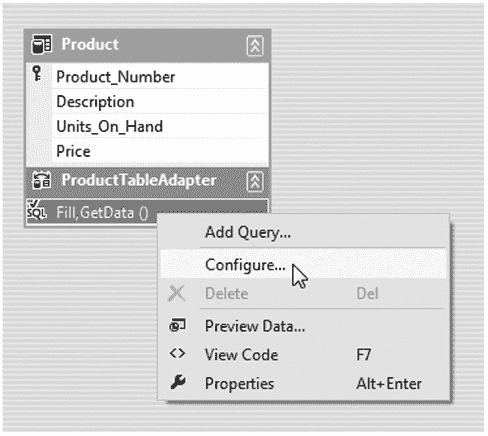 Product
Product_Number
Description
Units_On_Hand
Price
ProductTableAdapter
SQL Fill,GetData ()
Add Query...
Configure...
Delete Del
Preview Data...
View Code F7
Properties Alt+Enter